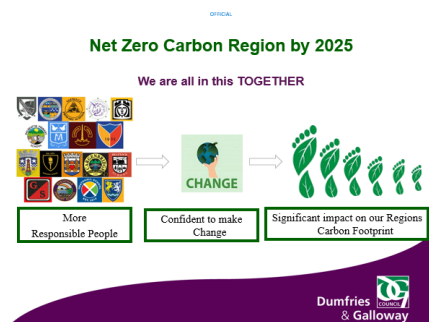 OFFICIAL
Net Zero Carbon Region by 2025
We are all in this TOGETHER
CHANGE
More
Responsible People
Confident to make
Change
Significant impact on our Regions
Carbon Footprint
COUNCIL
Dumfries
& Galloway